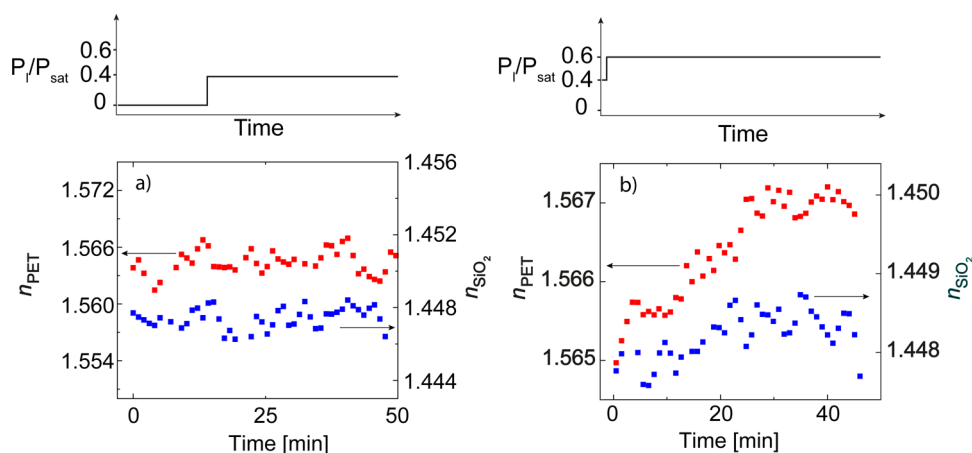 P_l/P_sat
0.6
0.4
0
Time
P_l/P_sat
0.6
0.4
0
Time
a)
n_PET
1.572
1.566
1.560
1.554
1.456
1.452
1.448
1.444
n_SiO₂
0
25
50
Time [min]
b)
n_PET
1.567
1.566
1.565
1.450
1.449
1.448
n_SiO₂
0
20
40
Time [min]